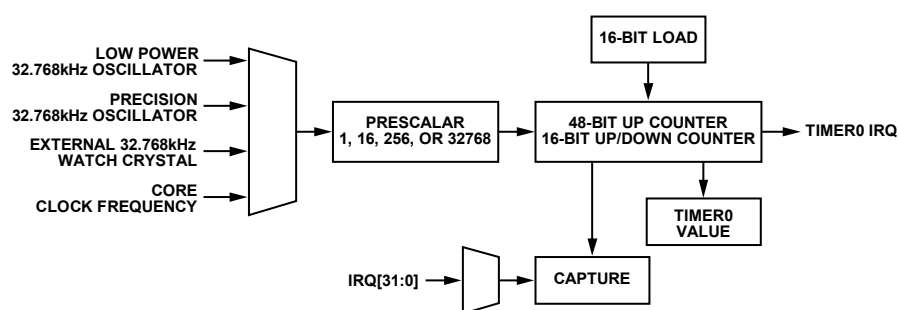 16-BIT LOAD
LOW POWER
32.768kHz OSCILLATOR
PRECISION
32.768kHz OSCILLATOR
EXTERNAL 32.768kHz
WATCH CRYSTAL
CORE
CLOCK FREQUENCY
PRESCALAR
1, 16, 256, OR 32768
48-BIT UP COUNTER
16-BIT UP/DOWN COUNTER
TIMER0 IRQ
TIMER0
VALUE
IRQ[31:0]
CAPTURE